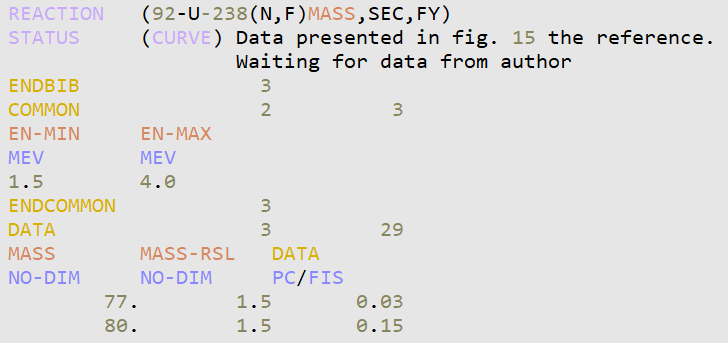 REACTION   (92-U-238(N,F)MASS,SEC,FY)
STATUS     (CURVE) Data presented in fig. 15 the reference.
                   Waiting for data from author
ENDBIB               3
COMMON               2          3
EN-MIN     EN-MAX
MEV        MEV
1.5        4.0
ENDCOMMON            3
DATA                 3         29
MASS       MASS-RSL   DATA
NO-DIM     NO-DIM     PC/FIS
        77.        1.5       0.03
        80.        1.5       0.15